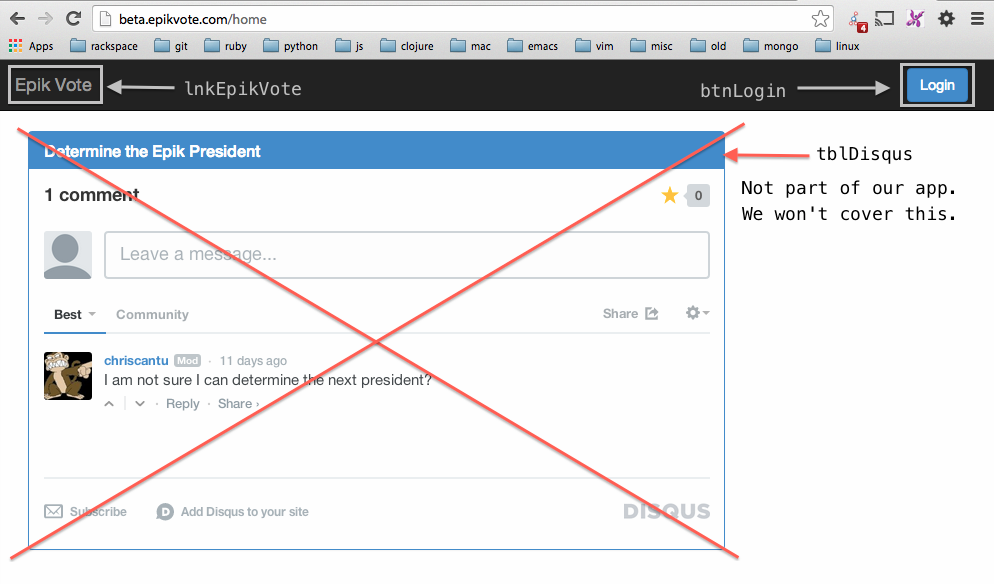 beta.epikvote.com/home
4
Apps rackspace git ruby python js clojure mac emacs vim misc old mongo linux
Epik Vote lnkEpikVote btnLogin Login
Determine the Epik President
tblDisqus
1 comment 0
Not part of our app.
We won't cover this.
Leave a message...
Best Community Share
chriscantu Mod · 11 days ago
I am not sure I can determine the next president?
· Reply · Share ›
Subscribe D Add Disqus to your site DISQUS